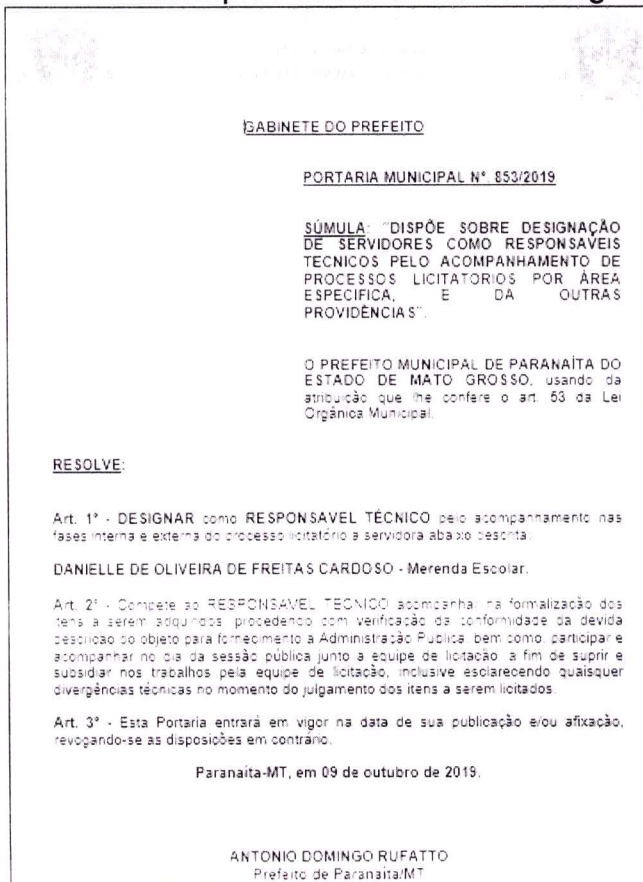 GABINETE DO PREFEITO
PORTARIA MUNICIPAL Nº. 853/2019
SÚMULA: "DISPÕE SOBRE DESIGNAÇÃO
DE SERVIDORES COMO RESPONSAVEIS
TECNICOS PELO ACOMPANHAMENTO DE
PROCESSOS LICITATORIOS POR ÁREA
ESPECIFICA, E DA OUTRAS
PROVIDÊNCIAS".
O PREFEITO MUNICIPAL DE PARANAÍTA DO
ESTADO DE MATO GROSSO, usando da
atribuição que lhe confere o art. 53 da Lei
Orgânica Municipal.
RESOLVE:
Art. 1º - DESIGNAR como RESPONSAVEL TÉCNICO pelo acompanhamento nas
fases interna e externa do processo licitatório a servidora abaixo descrita.
DANIELLE DE OLIVEIRA DE FREITAS CARDOSO - Merenda Escolar.
Art. 2º - Compete ao RESPONSAVEL TECNICO acompanhar na formalização dos
itens a serem adquiridos, procedendo com verificação da conformidade da devida
descrição do objeto para fornecimento a Administração Publica, bem como, participar e
acompanhar no dia da sessão pública junto a equipe de licitação, a fim de suprir e
subsidiar nos trabalhos pela equipe de licitação, inclusive esclarecendo quaisquer
divergências técnicas no momento do julgamento dos itens a serem licitados.
Art. 3º - Esta Portaria entrará em vigor na data de sua publicação e/ou afixação,
revogando-se as disposições em contrário.
Paranaita-MT, em 09 de outubro de 2019.
ANTONIO DOMINGO RUFATTO
Prefeito de Paranaita/MT